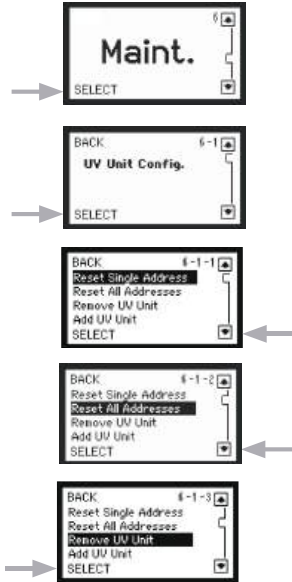 6
Maint.
SELECT
BACK 6-1
UV Unit Config.
SELECT
BACK 6-1-1
Reset Single Address
Reset All Addresses
Remove UV Unit
Add UV Unit
SELECT
BACK 6-1-2
Reset Single Address
Reset All Addresses
Remove UV Unit
Add UV Unit
SELECT
BACK 6-1-3
Reset Single Address
Reset All Addresses
Remove UV Unit
Add UV Unit
SELECT